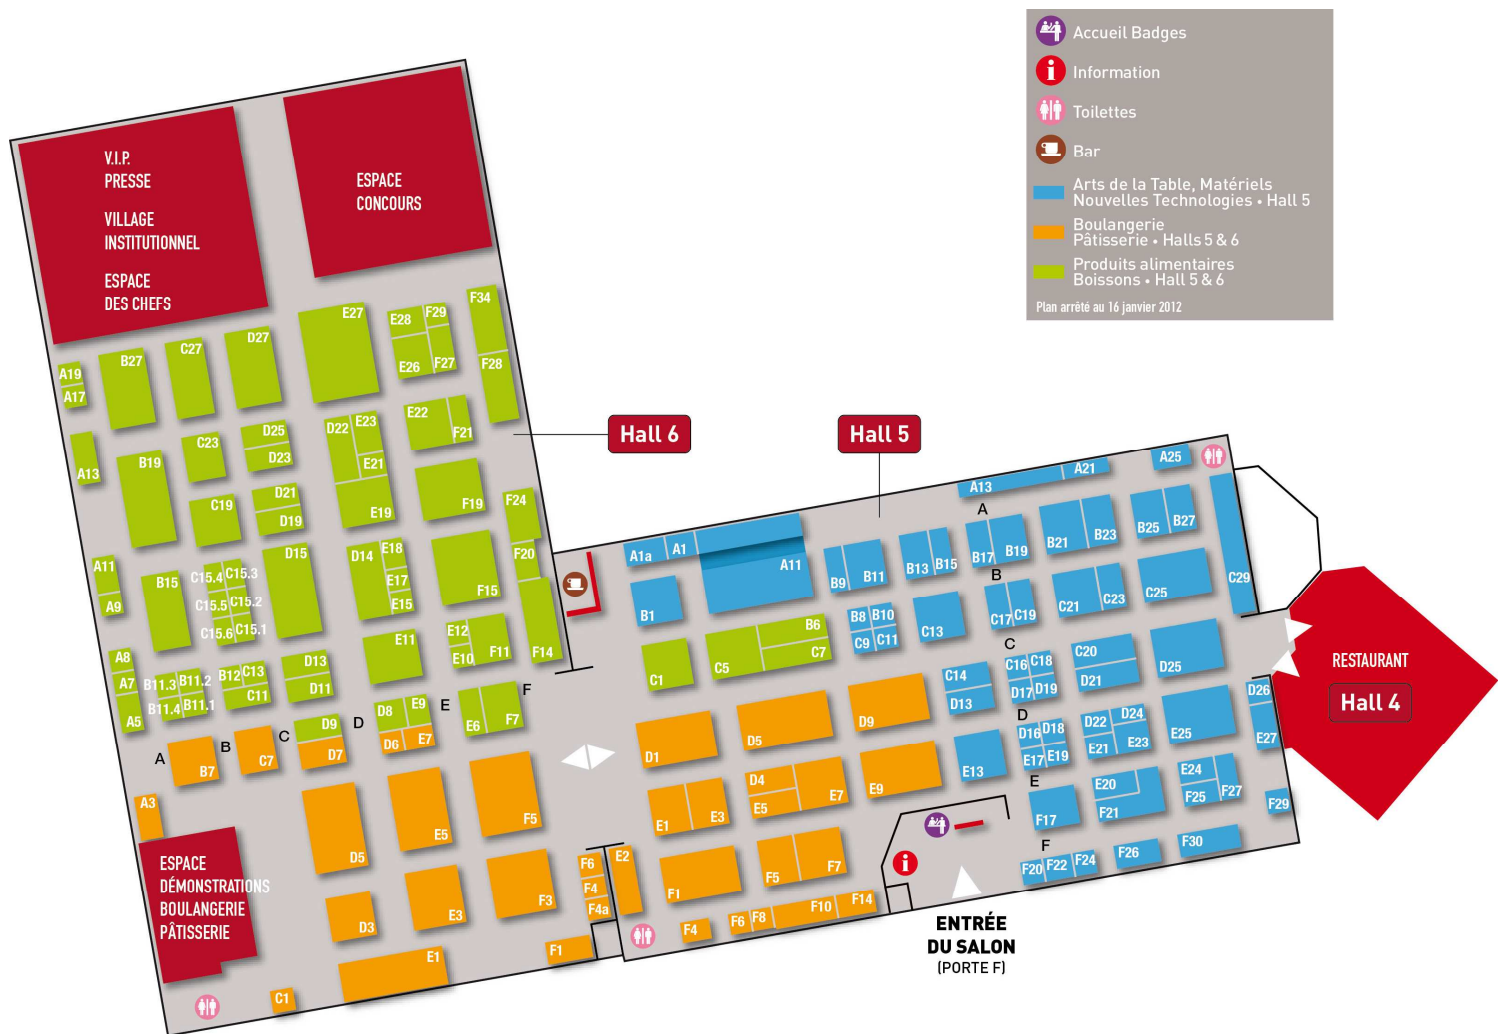 Accueil Badges
Information
Toilettes
Bar
Arts de la Table, Matériels
Nouvelles Technologies • Hall 5
Boulangerie
Pâtisserie • Halls 5 & 6
Produits alimentaires
Boissons • Hall 5 & 6
Plan arrêté au 16 janvier 2012
V.I.P.
PRESSE
VILLAGE
INSTITUTIONNEL
ESPACE
DES CHEFS
ESPACE
CONCOURS
Hall 6
F34
E27
E28
F29
E26
F27
F28
D27
C27
B27
A19
A17
A13
B19
C23
D25
D23
D22
E23
E21
E19
E22
F21
F19
F24
F20
C19
D21
D19
D15
D14
E18
E17
E15
F15
F14
A11
A9
B15
C15.4
C15.3
C15.5
C15.2
C15.6
C15.1
E11
E12
E10
F11
A8
A7
A5
B11.3
B11.2
B11.4
B11.1
B12
C13
C11
D13
D11
D9
D7
D8
E9
D6
E7
E6
F7
A
B
C
D
E
F
B7
C7
A3
D5
E5
F5
D3
E3
F3
F6
F4
F4a
E1
F1
C1
ESPACE
DÉMONSTRATIONS
BOULANGERIE
PÂTISSERIE
Hall 5
A1a
A1
A11
A13
A21
A25
B1
B9
B11
B13
B15
B17
B19
B21
B23
B25
B27
C29
A
B
C
D
E
F
C1
C5
B6
C7
B8
B10
C9
C11
C13
C17
C19
C21
C23
C25
C14
D13
C16
C18
D17
D19
C20
D21
D25
D26
E27
D1
D5
D9
E13
D16
D18
E17
E19
D22
D24
E21
E23
E25
E1
E3
D4
E5
E7
E9
F17
E20
F21
E24
F25
F27
F29
E2
F1
F5
F7
F4
F6
F8
F10
F14
F20
F22
F24
F26
F30
RESTAURANT
Hall 4
ENTRÉE
DU SALON
(PORTE F)